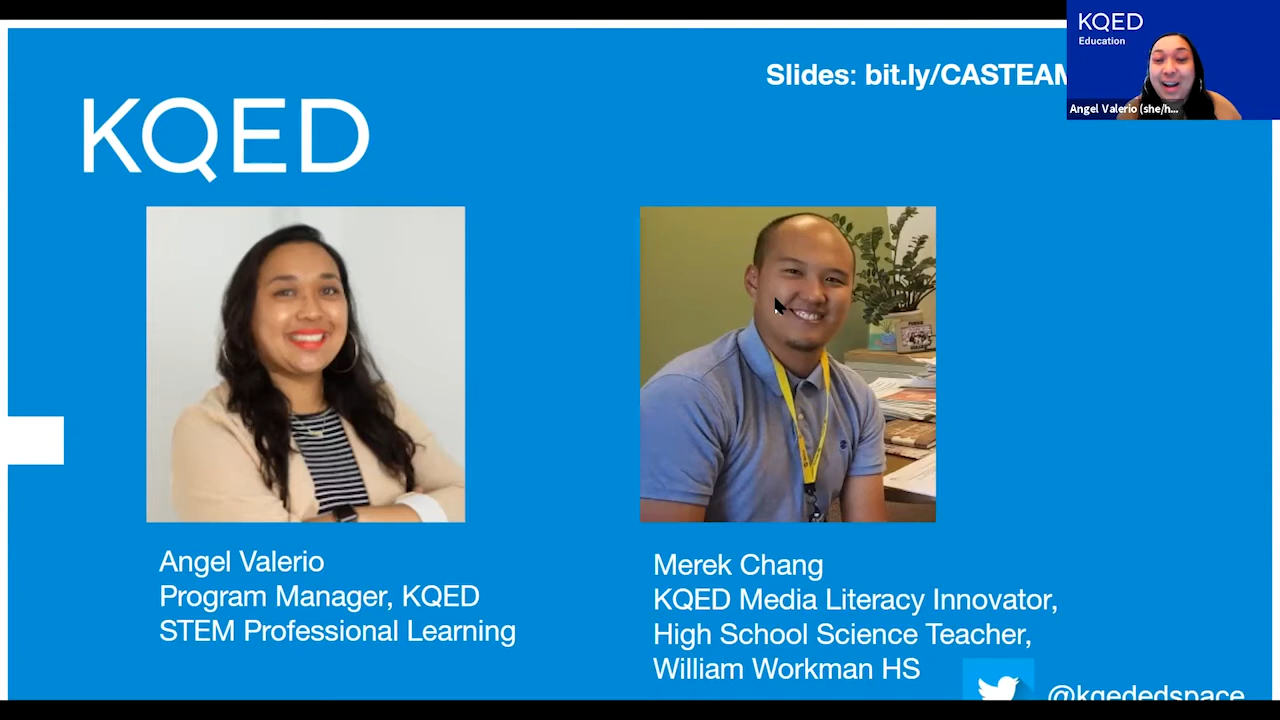 Slides: bit.ly/CASTEAM
KQED
Education
Angel Valerio (she/h...
KQED
Angel Valerio
Program Manager, KQED
STEM Professional Learning
Merek Chang
KQED Media Literacy Innovator,
High School Science Teacher,
William Workman HS
@kqededspace